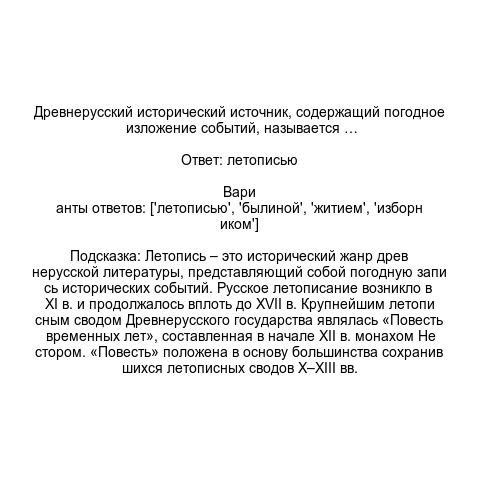 Древнерусский исторический источник, содержащий погодное
изложение событий, называется …
Ответ: летописью
Вари
анты ответов: ['летописью', 'былиной', 'житием', 'изборн
иком']
Подсказка: Летопись – это исторический жанр древ
нерусской литературы, представляющий собой погодную запи
сь исторических событий. Русское летописание возникло в
XI в. и продолжалось вплоть до XVII в. Крупнейшим летопи
сным сводом Древнерусского государства являлась «Повесть
временных лет», составленная в начале XII в. монахом Не
стором. «Повесть» положена в основу большинства сохранив
шихся летописных сводов X–XIII вв.